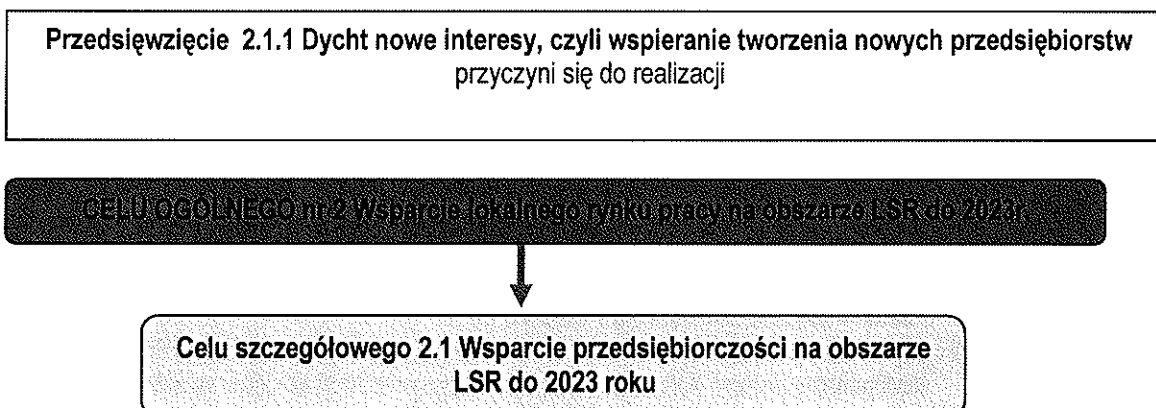 Przedsięwzięcie 2.1.1 Dycht nowe interesy, czyli wspieranie tworzenia nowych przedsiębiorstw
przyczyni się do realizacji
CELU OGÓLNEGO nr 2 Wsparcie lokalnego rynku pracy na obszarze LSR do 2023r
Celu szczegółowego 2.1 Wsparcie przedsiębiorczości na obszarze
LSR do 2023 roku